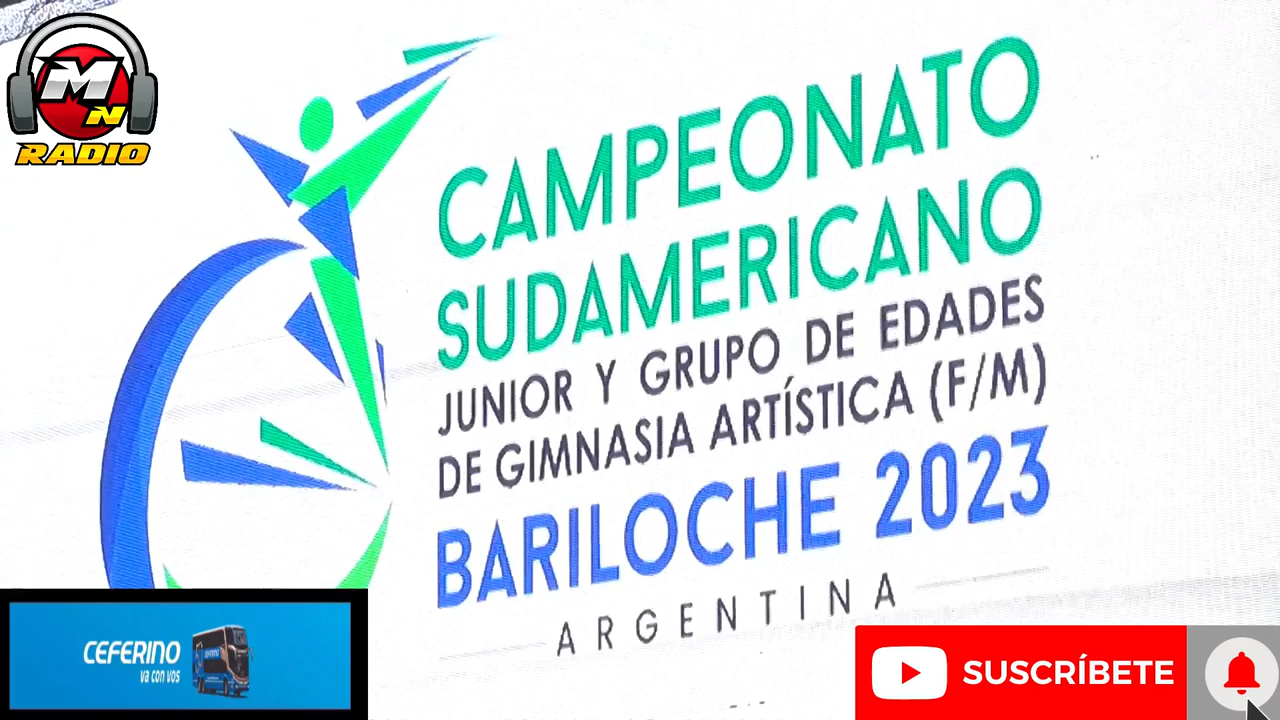 MN
RADIO
CAMPEONATO
SUDAMERICANO
JUNIOR Y GRUPO DE EDADES
DE GIMNASIA ARTÍSTICA (F/M)
BARILOCHE 2023
ARGENTINA
CEFERINO
va con vos
CEFERINO
SUSCRÍBETE